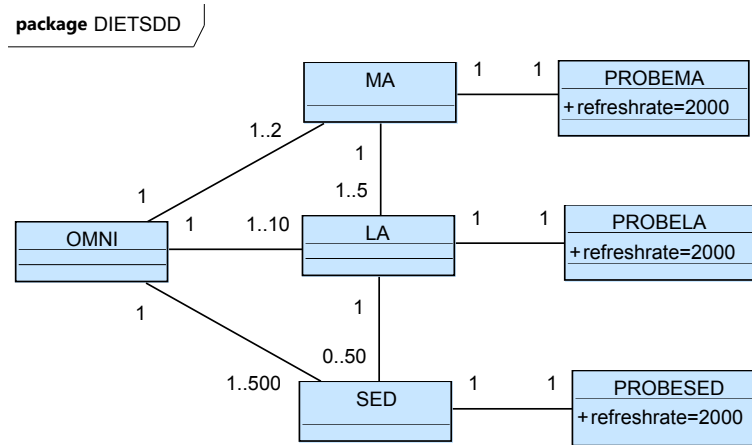 package DIETSDD
MA
1 1
PROBEMA
+refreshrate=2000
1..2
1
1
1..5
OMNI
1 1..10
LA
1 1
PROBELA
+refreshrate=2000
1
1
0..50
1..500
SED
1 1
PROBESED
+refreshrate=2000